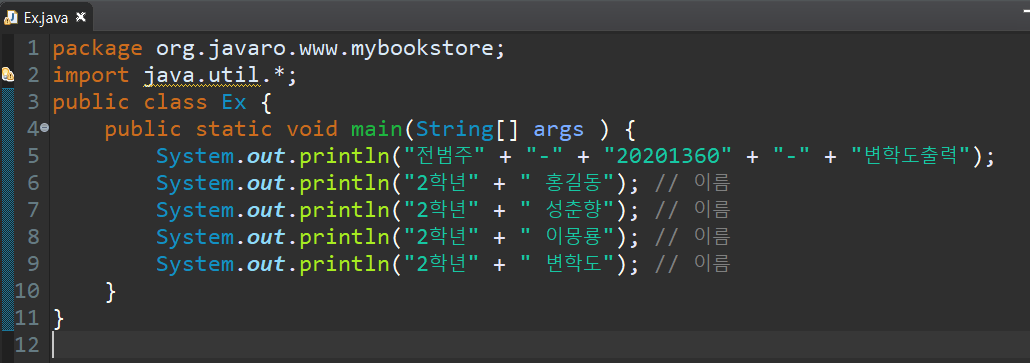 Ex.java
1 package org.javaro.www.mybookstore;
2 import java.util.*;
3 public class Ex {
4     public static void main(String[] args ) {
5         System.out.println("전범주" + "-" + "20201360" + "-" + "변학도출력");
6         System.out.println("2학년" + " 홍길동"); // 이름
7         System.out.println("2학년" + " 성춘향"); // 이름
8         System.out.println("2학년" + " 이몽룡"); // 이름
9         System.out.println("2학년" + " 변학도"); // 이름
10     }
11 }
12